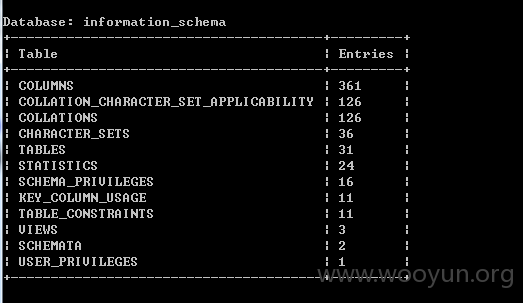 Database: information_schema
+--------------------------------------+---------+
| Table | Entries |
+--------------------------------------+---------+
| COLUMNS | 361 |
| COLLATION_CHARACTER_SET_APPLICABILITY | 126 |
| COLLATIONS | 126 |
| CHARACTER_SETS | 36 |
| TABLES | 31 |
| STATISTICS | 24 |
| SCHEMA_PRIVILEGES | 16 |
| KEY_COLUMN_USAGE | 11 |
| TABLE_CONSTRAINTS | 11 |
| VIEWS | 3 |
| SCHEMATA | 2 |
| USER_PRIVILEGES | 1 |
+--------------------------------------+---------+
www.wooyun.org